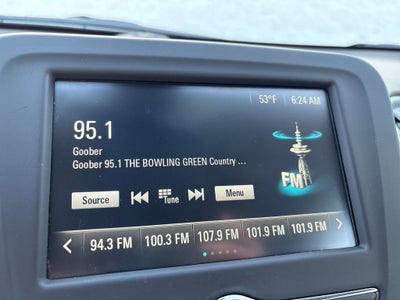 53°F 6:24 AM
95.1
Goober
Goober 95.1 THE BOWLING GREEN Country ...
FM
Source Tune Menu
94.3 FM 100.3 FM 107.9 FM 101.9 FM 101.9 FM